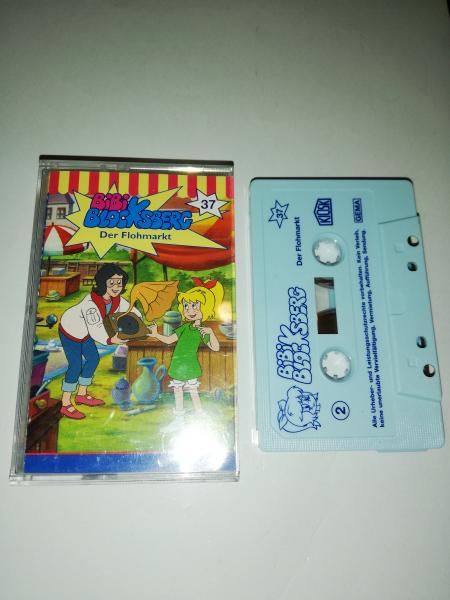 BiBi
BLOCKSBERG
37
Der Flohmarkt
37
Der Flohmarkt
KIOSK
GEMA
BiBi
BLOCKSBERG
2
Alle Urheber- und Leistungsschutzrechte vorbehalten. Kein Verleih,
keine unerlaubte Vervielfältigung, Vermietung, Aufführung, Sendung.